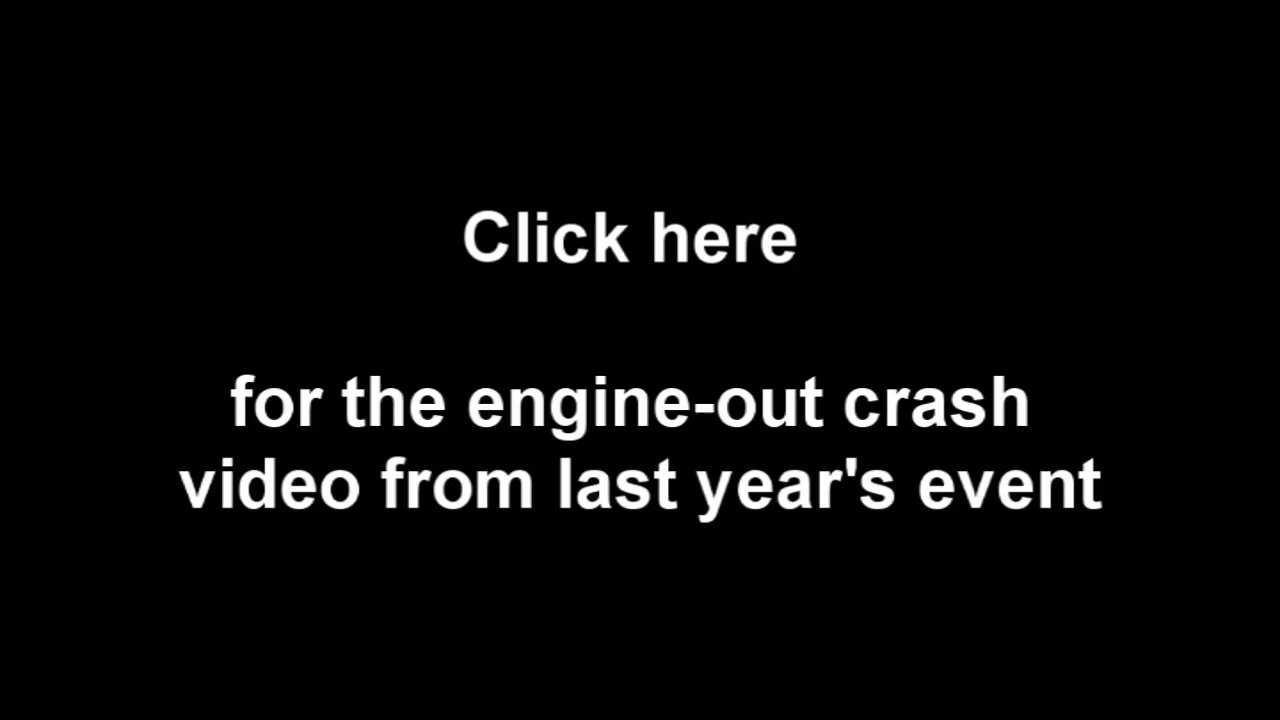 Click here
for the engine-out crash
video from last year's event